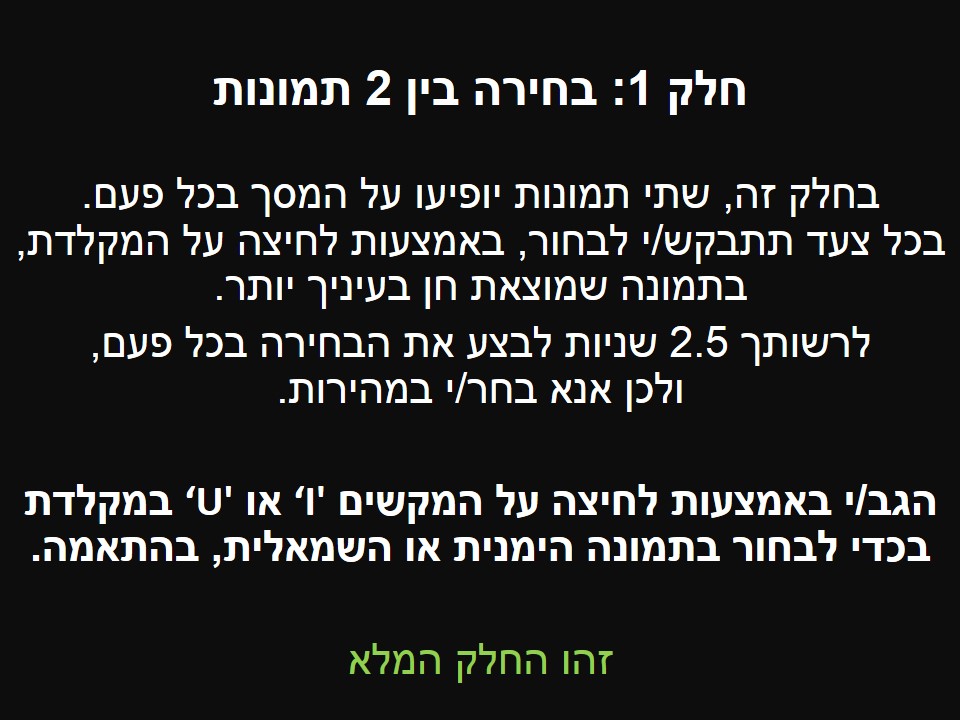 חלק 1: בחירה בין 2 תמונות
בחלק זה, שתי תמונות יופיעו על המסך בכל פעם.
בכל צעד תתבקש/י לבחור, באמצעות לחיצה על המקלדת,
בתמונה שמוצאת חן בעיניך יותר.
לרשותך 2.5 שניות לבצע את הבחירה בכל פעם,
ולכן אנא בחר/י במהירות.
הגב/י באמצעות לחיצה על המקשים 'I‘ או 'U‘ במקלדת
בכדי לבחור בתמונה הימנית או השמאלית, בהתאמה.
זהו החלק המלא